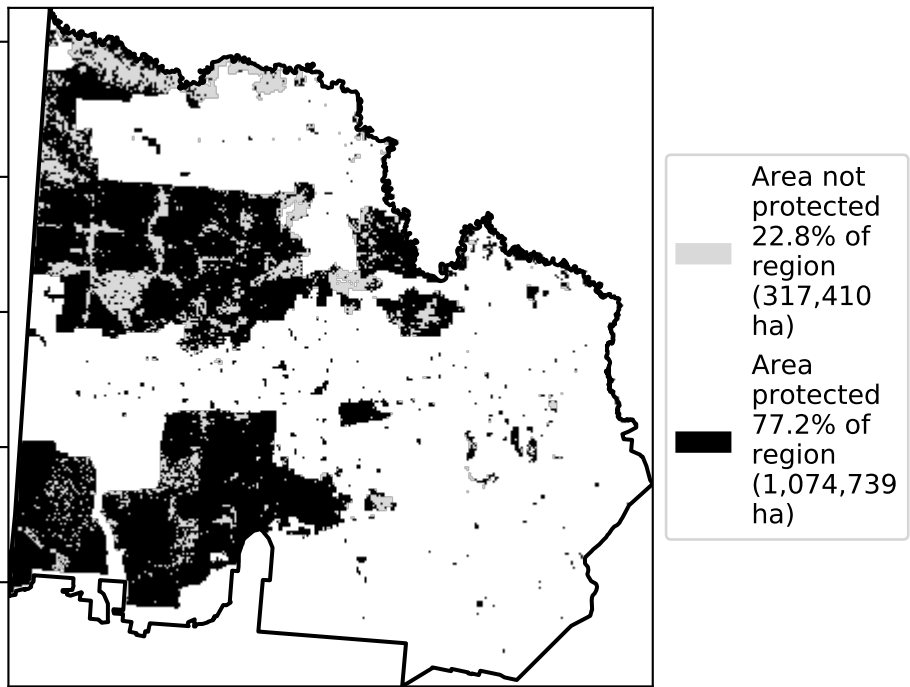 Area not
protected
22.8% of
region
(317,410
ha)
Area
protected
77.2% of
region
(1,074,739
ha)